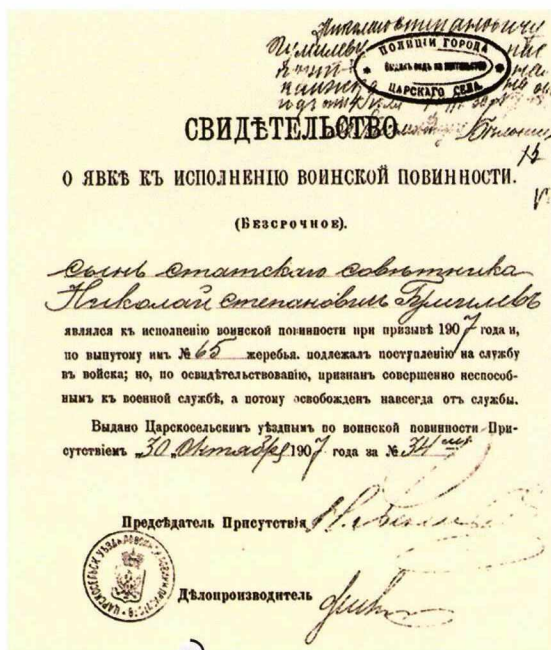 Николаю Степановичу
Гумилеву
ПОЛИЦІИ ГОРОДА
ЦАРСКАГО СЕЛА
СВИДѢТЕЛЬСТВО
О ЯВКѢ КЪ ИСПОЛНЕНІЮ ВОИНСКОЙ ПОВИННОСТИ.
(БЕЗСРОЧНОЕ).
сынъ статскаго совѣтника
Николай Степановичъ Гумилевъ
являлся къ исполненію воинской повинности при призывѣ 1907 года и,
по вынутому имъ № 65 жеребья, подлежалъ поступленію на службу
въ войска; но, по освидѣтельствованію, признанъ совершенно неспособ-
нымъ къ военной службѣ, а потому освобожденъ навсегда отъ службы.
Выдано Царскосельскимъ уѣзднымъ по воинской повинности При-
сутствіемъ „30„ Октября 1907 года за № 34
Предсѣдатель Присутствія
Дѣлопроизводитель